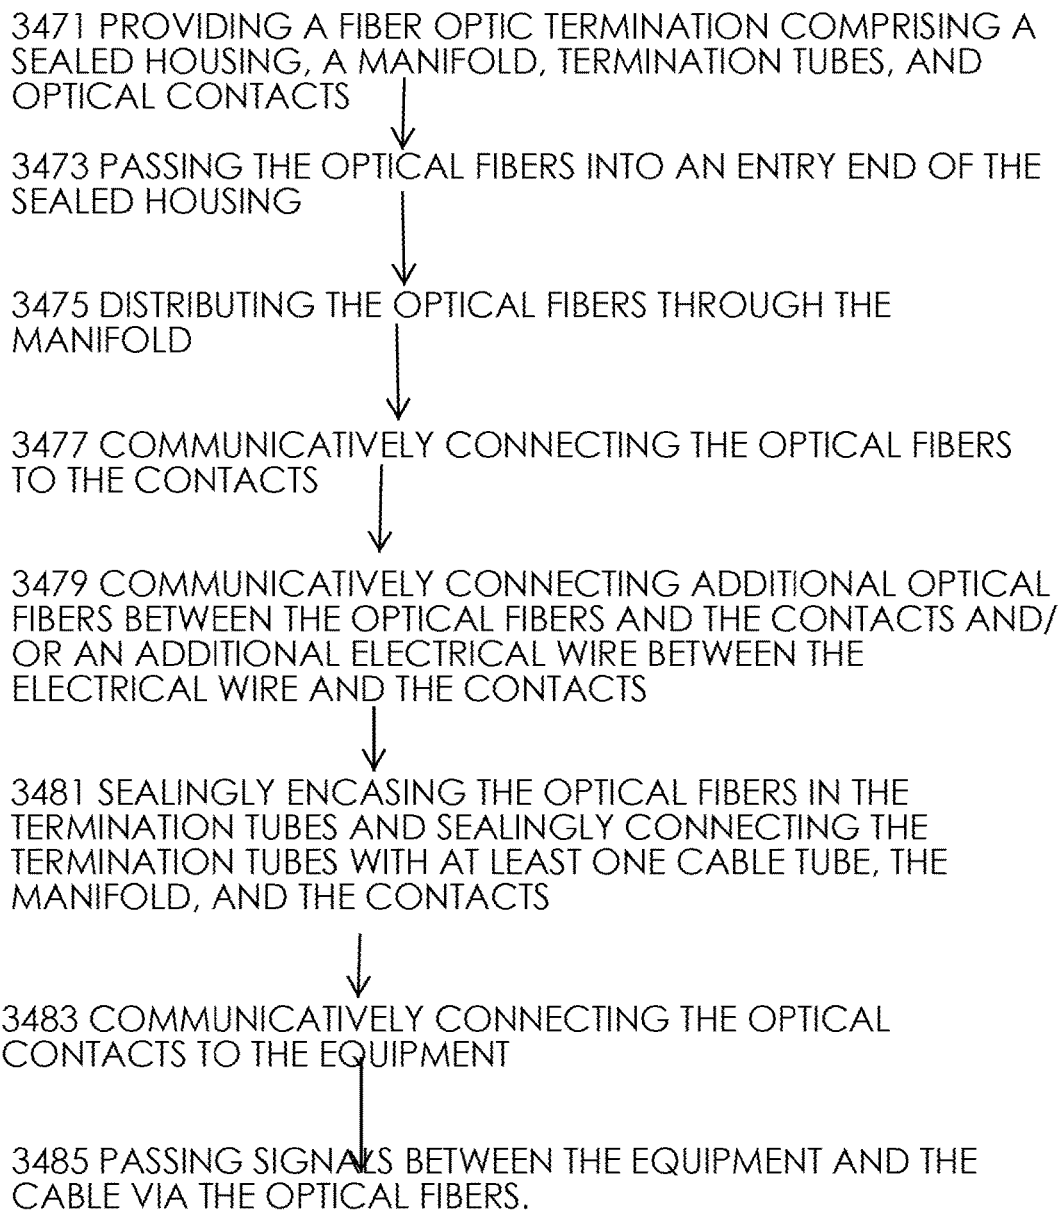 3471 PROVIDING A FIBER OPTIC TERMINATION COMPRISING A
SEALED HOUSING, A MANIFOLD, TERMINATION TUBES, AND
OPTICAL CONTACTS
3473 PASSING THE OPTICAL FIBERS INTO AN ENTRY END OF THE
SEALED HOUSING
3475 DISTRIBUTING THE OPTICAL FIBERS THROUGH THE
MANIFOLD
3477 COMMUNICATIVELY CONNECTING THE OPTICAL FIBERS
TO THE CONTACTS
3479 COMMUNICATIVELY CONNECTING ADDITIONAL OPTICAL
FIBERS BETWEEN THE OPTICAL FIBERS AND THE CONTACTS AND/
OR AN ADDITIONAL ELECTRICAL WIRE BETWEEN THE
ELECTRICAL WIRE AND THE CONTACTS
3481 SEALINGLY ENCASING THE OPTICAL FIBERS IN THE
TERMINATION TUBES AND SEALINGLY CONNECTING THE
TERMINATION TUBES WITH AT LEAST ONE CABLE TUBE, THE
MANIFOLD, AND THE CONTACTS
3483 COMMUNICATIVELY CONNECTING THE OPTICAL
CONTACTS TO THE EQUIPMENT
3485 PASSING SIGNALS BETWEEN THE EQUIPMENT AND THE
CABLE VIA THE OPTICAL FIBERS.